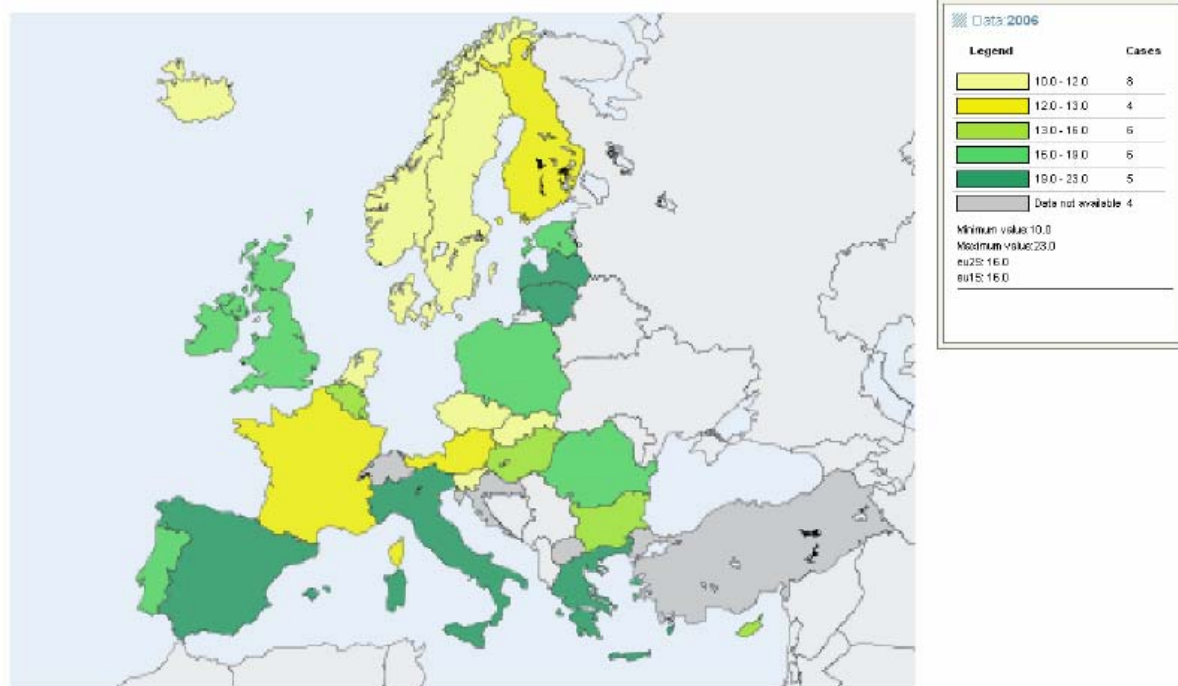 Data:2006
Legend Cases
10.0 - 12.0 8
12.0 - 13.0 4
13.0 - 16.0 6
16.0 - 19.0 6
19.0 - 23.0 5
Data not available 4
Minimum value:10.0
Maximum value:23.0
eu25: 16.0
eu15: 16.0